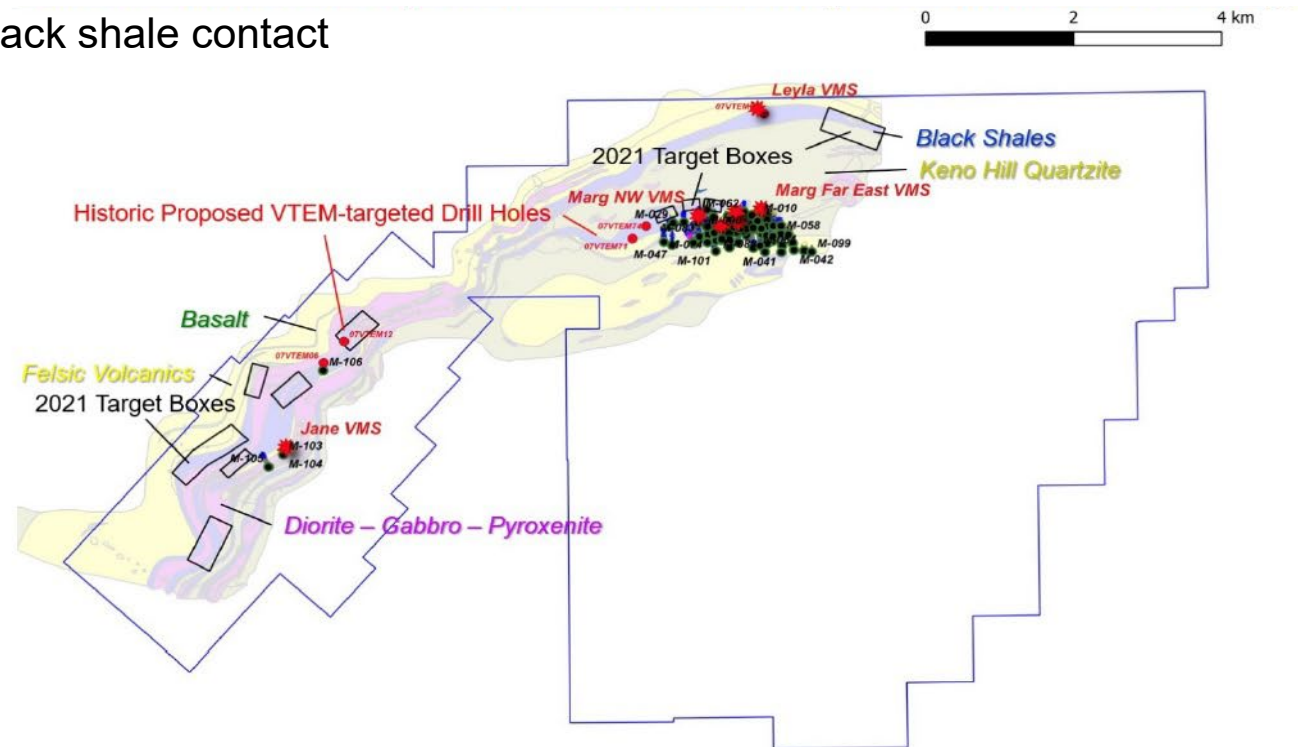 ack shale contact
0 2 4 km
Leyla VMS
07VTEM
Black Shales
2021 Target Boxes
Keno Hill Quartzite
Marg NW VMS
Marg Far East VMS
M-029
M-062
M-010
Historic Proposed VTEM-targeted Drill Holes
07VTEM74
M-058
07VTEM71
M-099
M-047
M-101
M-041
M-042
Basalt
07VTEM12
07VTEM06
M-106
Felsic Volcanics
2021 Target Boxes
Jane VMS
M-103
M-105
M-104
Diorite – Gabbro – Pyroxenite